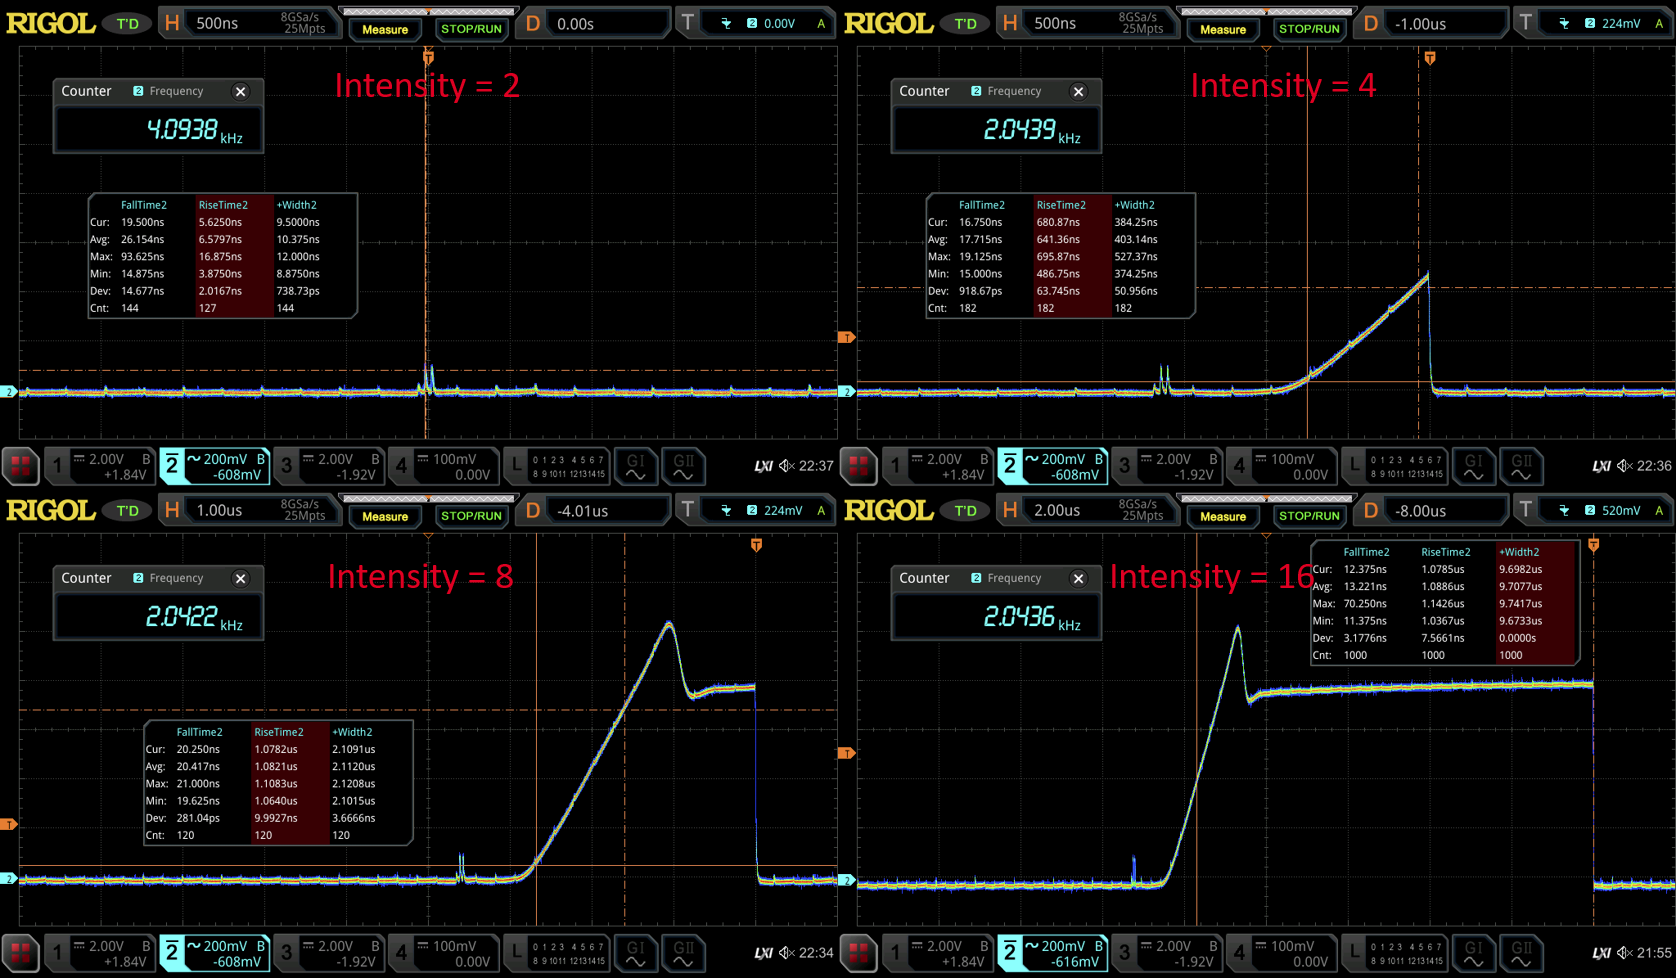 RIGOL T'D H 500ns 8GSa/s 25Mpts Measure STOP/RUN D 0.00s T 2 0.00V A
Intensity = 2
Counter 2 Frequency
4.0938 kHz
FallTime2 RiseTime2 +Width2
Cur: 19.500ns 5.6250ns 9.5000ns
Avg: 26.154ns 6.5797ns 10.375ns
Max: 93.625ns 16.875ns 12.000ns
Min: 14.875ns 3.8750ns 8.8750ns
Dev: 14.677ns 2.0167ns 738.73ps
Cnt: 144 127 144
T
2
1 2.00V B +1.84V 2 200mV B -608mV 3 2.00V B -1.92V 4 100mV 0.00V L 0 1 2 3 4 5 6 7 8 9 10 11 12 13 14 15 GI GII LXI 22:37
RIGOL T'D H 500ns 8GSa/s 25Mpts Measure STOP/RUN D -1.00us T 2 224mV A
Intensity = 4
Counter 2 Frequency
2.0439 kHz
FallTime2 RiseTime2 +Width2
Cur: 16.750ns 680.87ns 384.25ns
Avg: 17.715ns 641.36ns 403.14ns
Max: 19.125ns 695.87ns 527.37ns
Min: 15.000ns 486.75ns 374.25ns
Dev: 918.67ps 63.745ns 50.956ns
Cnt: 182 182 182
T
T
2
1 2.00V B +1.84V 2 200mV B -608mV 3 2.00V B -1.92V 4 100mV 0.00V L 0 1 2 3 4 5 6 7 8 9 10 11 12 13 14 15 GI GII LXI 22:36
RIGOL T'D H 1.00us 8GSa/s 25Mpts Measure STOP/RUN D -4.01us T 2 224mV A
Intensity = 8
Counter 2 Frequency
2.0422 kHz
FallTime2 RiseTime2 +Width2
Cur: 20.250ns 1.0782us 2.1091us
Avg: 20.417ns 1.0821us 2.1120us
Max: 21.000ns 1.1083us 2.1208us
Min: 19.625ns 1.0640us 2.1015us
Dev: 281.04ps 9.9927ns 3.6666ns
Cnt: 120 120 120
T
T
2
1 2.00V B +1.84V 2 200mV B -608mV 3 2.00V B -1.92V 4 100mV 0.00V L 0 1 2 3 4 5 6 7 8 9 10 11 12 13 14 15 GI GII LXI 22:34
RIGOL T'D H 2.00us 8GSa/s 25Mpts Measure STOP/RUN D -8.00us T 2 520mV A
Intensity = 16
Counter 2 Frequency
2.0436 kHz
FallTime2 RiseTime2 +Width2
Cur: 12.375ns 1.0785us 9.6982us
Avg: 13.221ns 1.0886us 9.7077us
Max: 70.250ns 1.1426us 9.7417us
Min: 11.375ns 1.0367us 9.6733us
Dev: 3.1776ns 7.5661ns 0.0000s
Cnt: 1000 1000 1000
T
T
2
1 2.00V B +1.84V 2 200mV B -616mV 3 2.00V B -1.92V 4 100mV 0.00V L 0 1 2 3 4 5 6 7 8 9 10 11 12 13 14 15 GI GII LXI 21:55